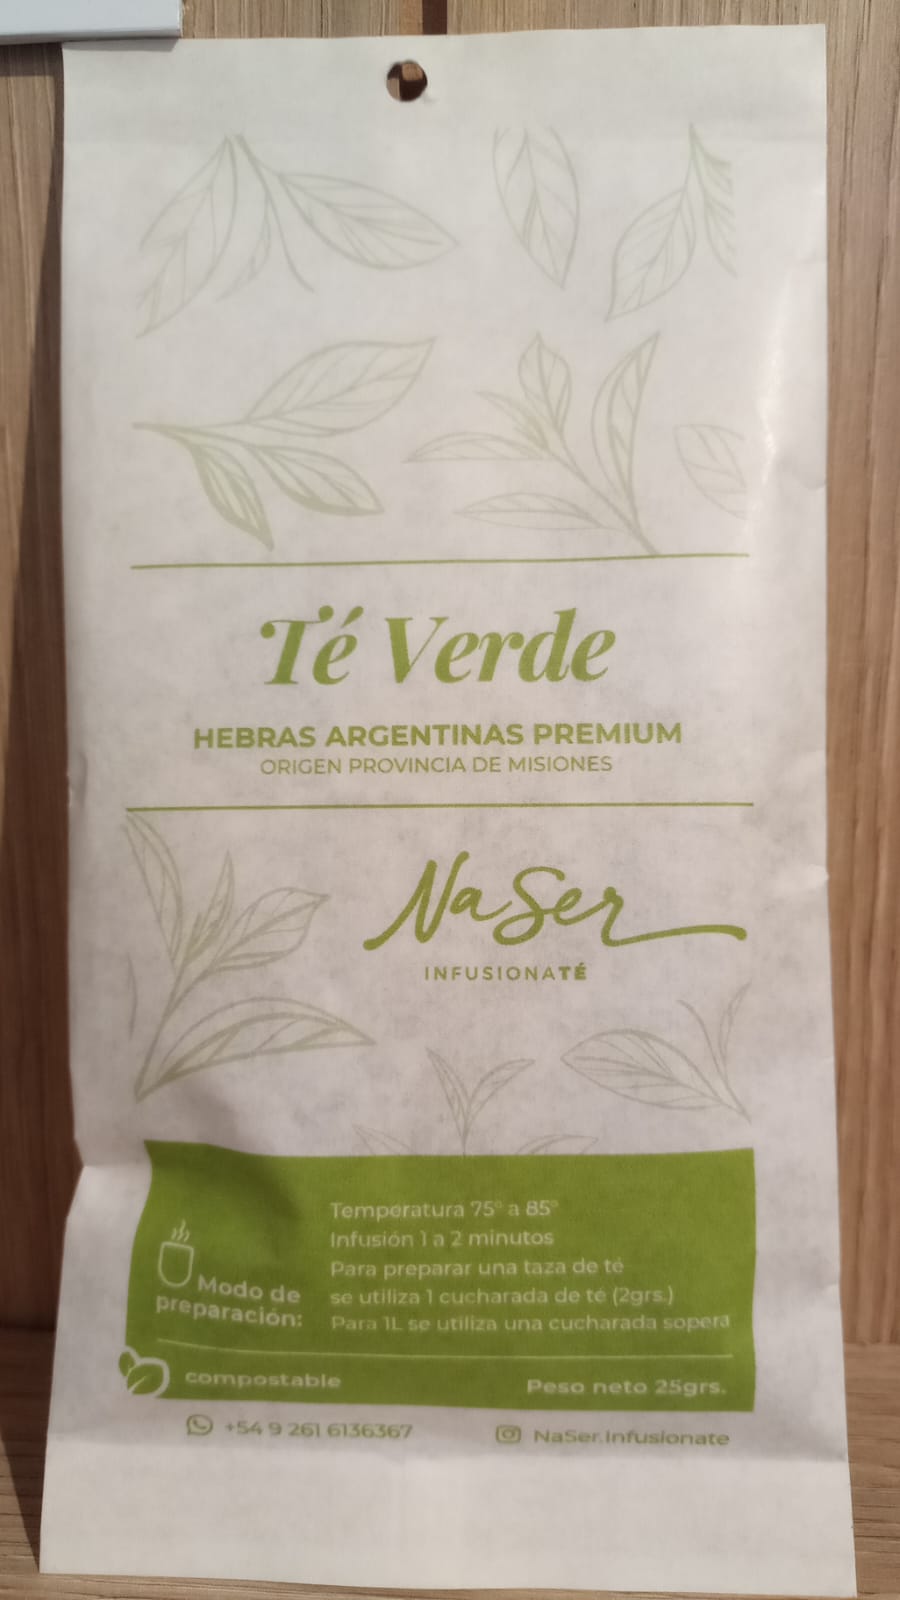 Té Verde
HEBRAS ARGENTINAS PREMIUM
ORIGEN PROVINCIA DE MISIONES
NaSer
INFUSIONATÉ
Temperatura 75° a 85°
Infusión 1 a 2 minutos
Para preparar una taza de té
se utiliza 1 cucharada de té (2grs.)
Para 1L se utiliza una cucharada sopera
Modo de
preparación:
compostable
Peso neto 25grs.
+54 9 261 6136367
NaSer.Infusionate